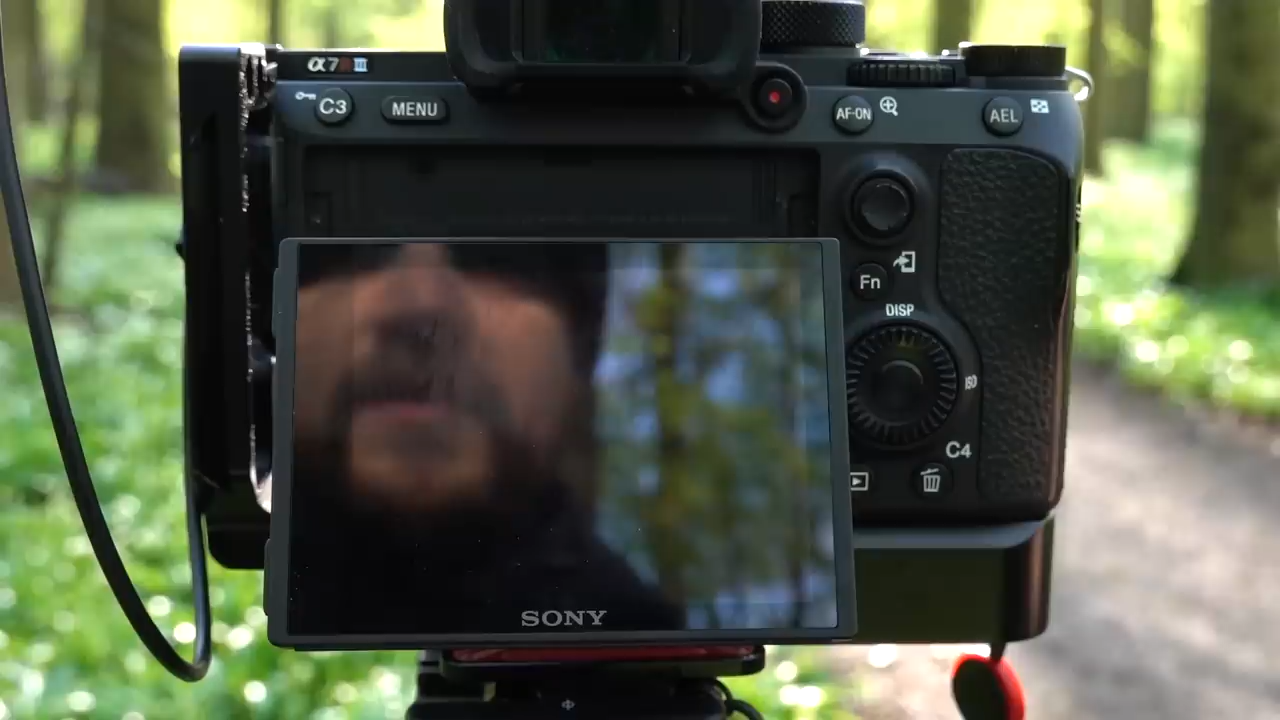 α7RIII
C3
MENU
AF-ON
AEL
Fn
DISP
ISO
C4
SONY